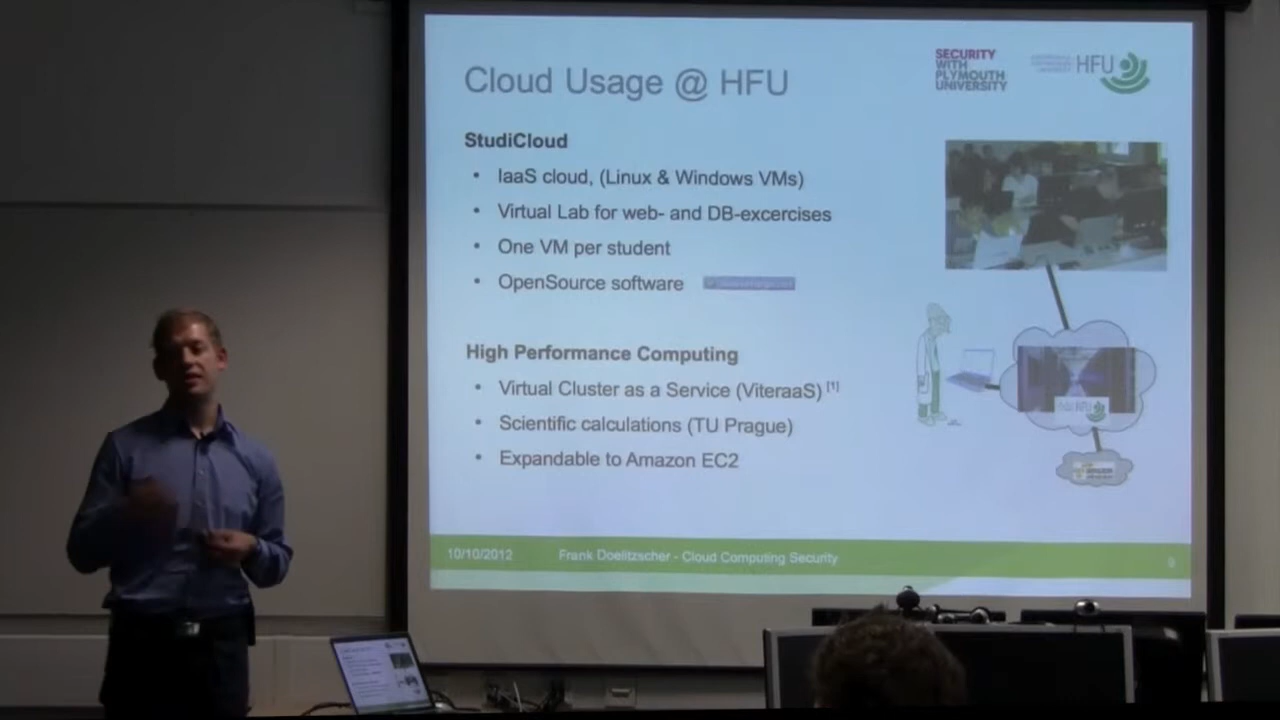 Cloud Usage @ HFU
SECURITY
WITH
PLYMOUTH
UNIVERSITY
HFU
StudiCloud
• IaaS cloud, (Linux & Windows VMs)
• Virtual Lab for web- and DB-excercises
• One VM per student
• OpenSource software
High Performance Computing
• Virtual Cluster as a Service (ViteraaS) [1]
• Scientific calculations (TU Prague)
• Expandable to Amazon EC2
HFU
10/10/2012 Frank Doelitzscher - Cloud Computing Security